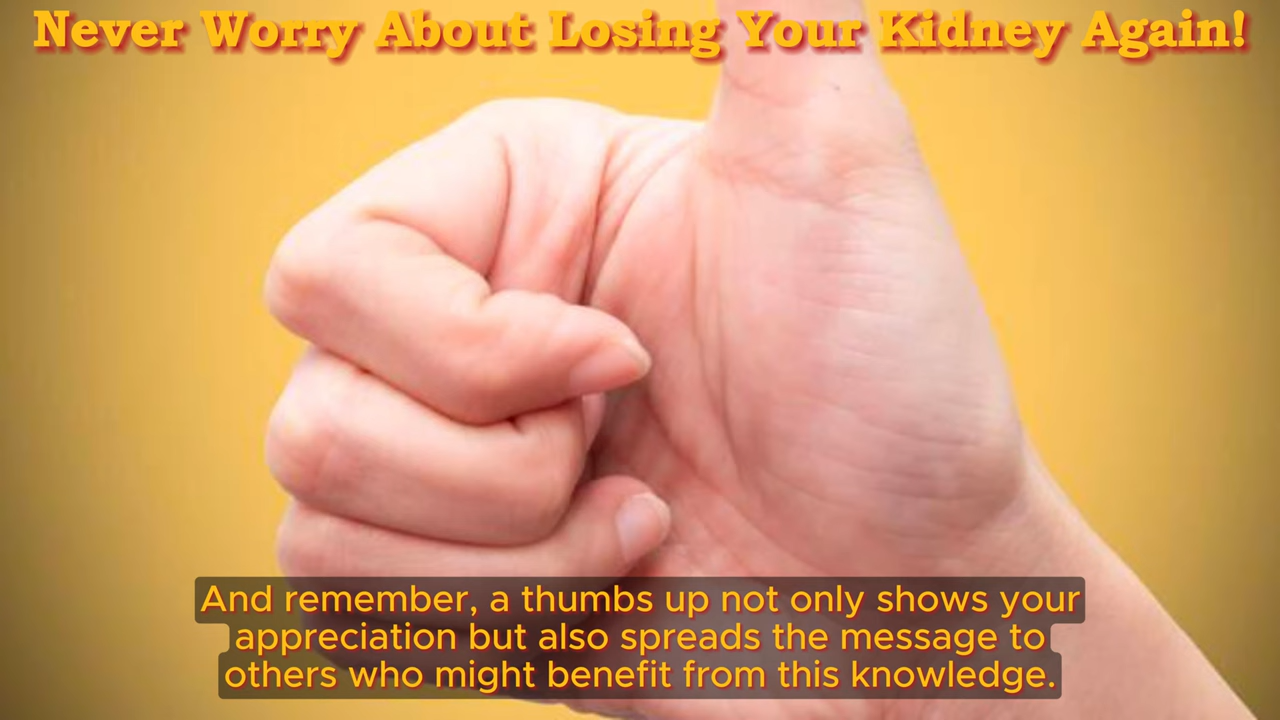 Never Worry About Losing Your Kidney Again!
And remember, a thumbs up not only shows your
appreciation but also spreads the message to
others who might benefit from this knowledge.